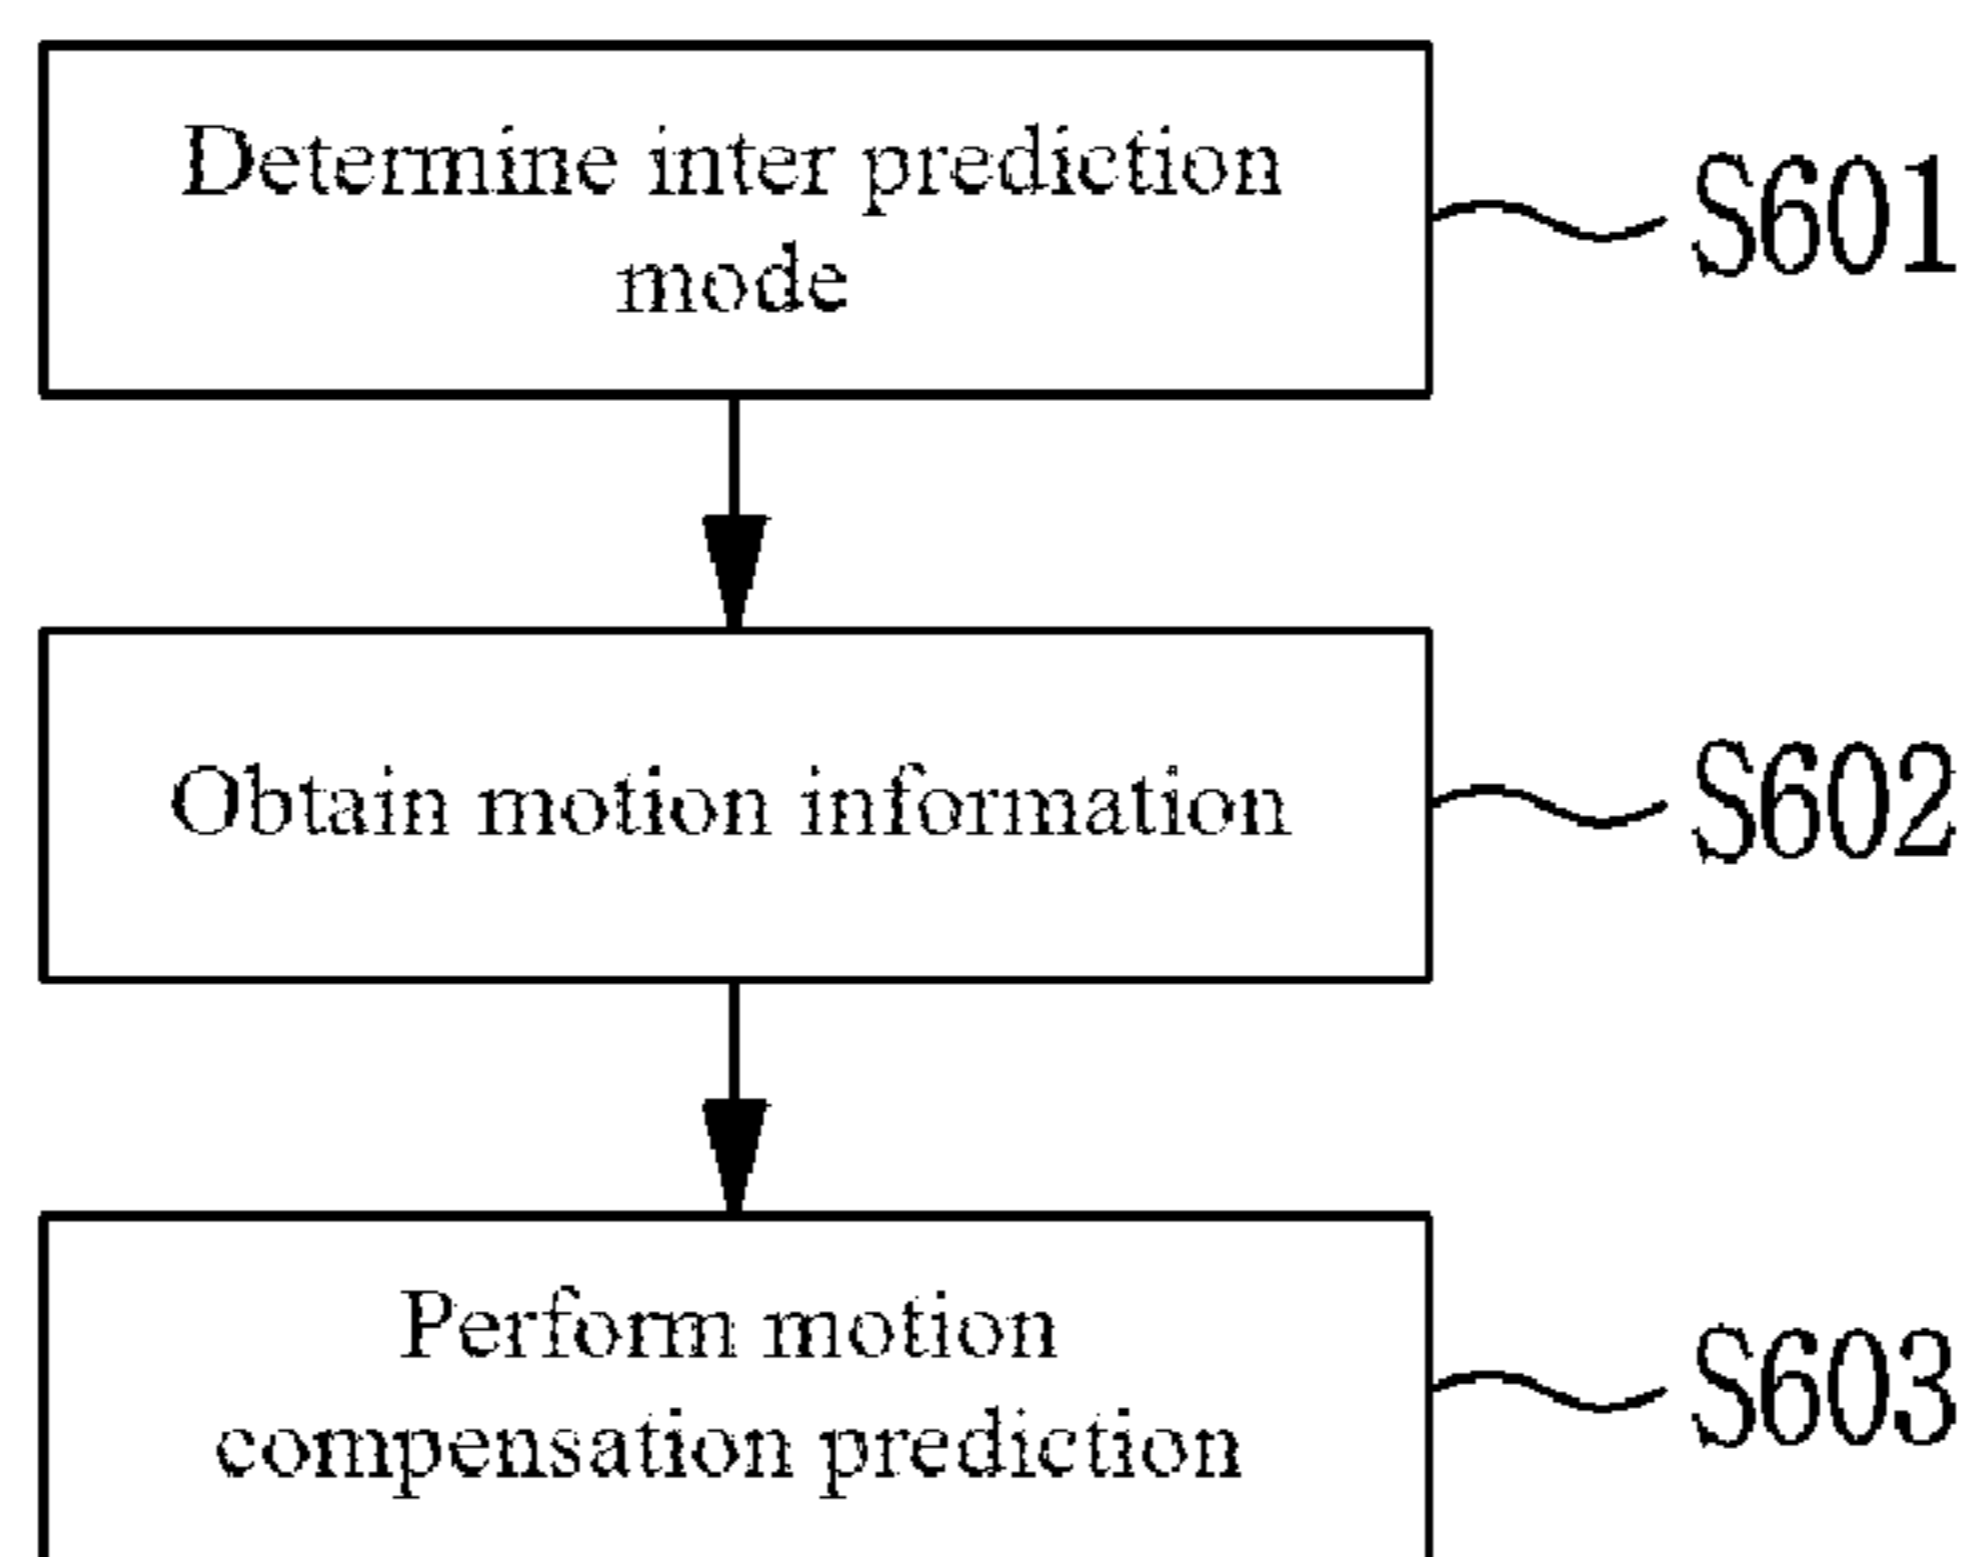 Determine inter prediction
mode
S601
Obtain motion information
S602
Perform motion
compensation prediction
S603